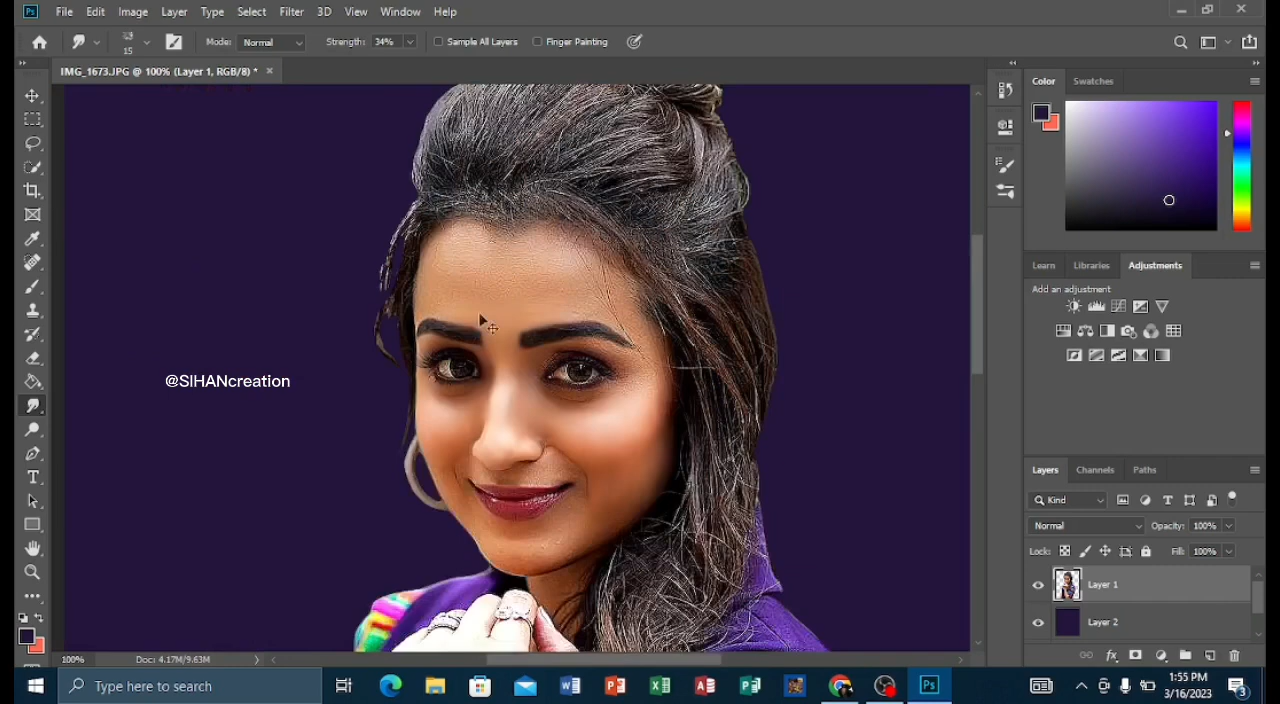 File Edit Image Layer Type Select Filter 3D View Window Help
15 Mode: Normal Strength: 34% Sample All Layers Finger Painting
IMG_1673.JPG @ 100% (Layer 1, RGB/8) *
Color Swatches
Learn Libraries Adjustments
Add an adjustment
@SIHANcreation
Layers Channels Paths
Kind
Normal Opacity: 100%
Lock: Fill: 100%
Layer 1
Layer 2
100% Doc: 4.17M/9.63M
Type here to search
1:55 PM
3/16/2023
3